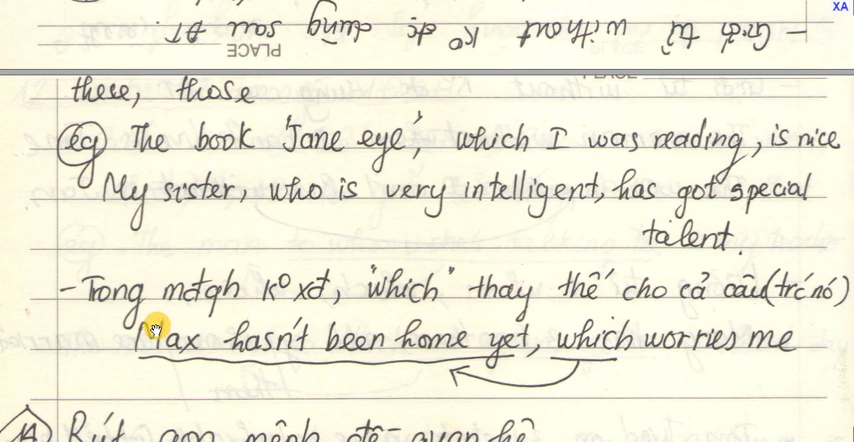 - Giới từ without k° đc dùng sau ĐT.
PLACE
these, those
eg The book 'Jane eye', which I was reading, is nice
My sister, who is very intelligent, has got special
talent.
- Trong mđqh k° xđ, "which" thay thế cho cả câu (trc nó)
Max hasn't been home yet, which worries me
Rút gọn mệnh đề quan hệ
XA